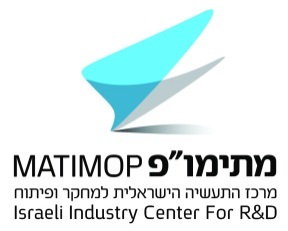 מתימו"פ MATIMOP
מרכז התעשיה הישראלית למחקר ופיתוח
Israeli Industry Center For R&D